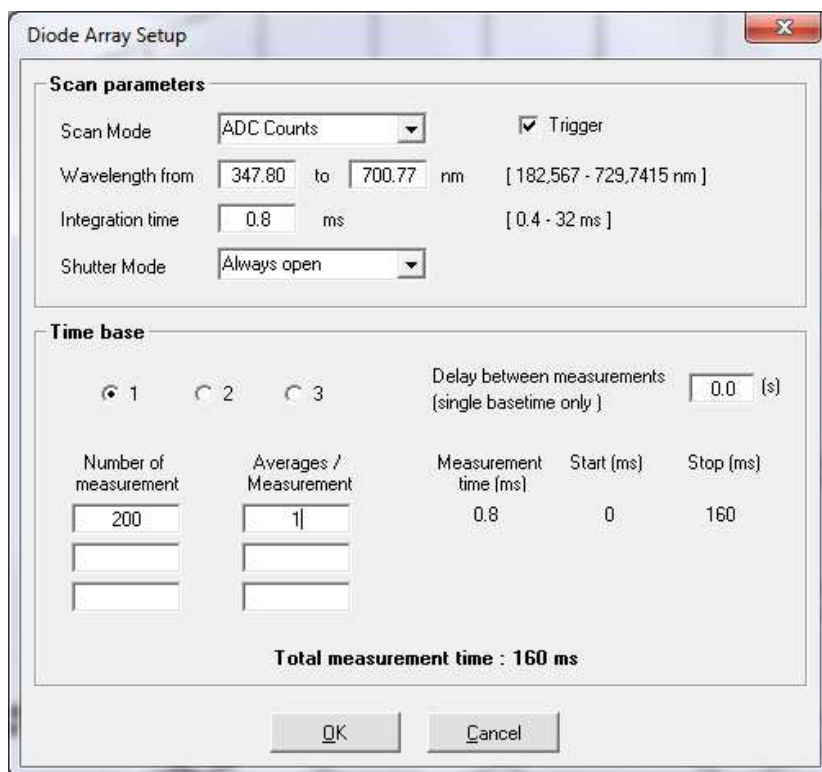 Diode Array Setup
Scan parameters
Scan Mode ADC Counts Trigger
Wavelength from 347.80 to 700.77 nm [ 182,567 - 729,7415 nm ]
Integration time 0.8 ms [ 0.4 - 32 ms ]
Shutter Mode Always open
Time base
1 2 3 Delay between measurements (single basetime only ) 0.0 (s)
Number of measurement Averages / Measurement Measurement time (ms) Start (ms) Stop (ms)
200 1 0.8 0 160
Total measurement time : 160 ms
OK Cancel